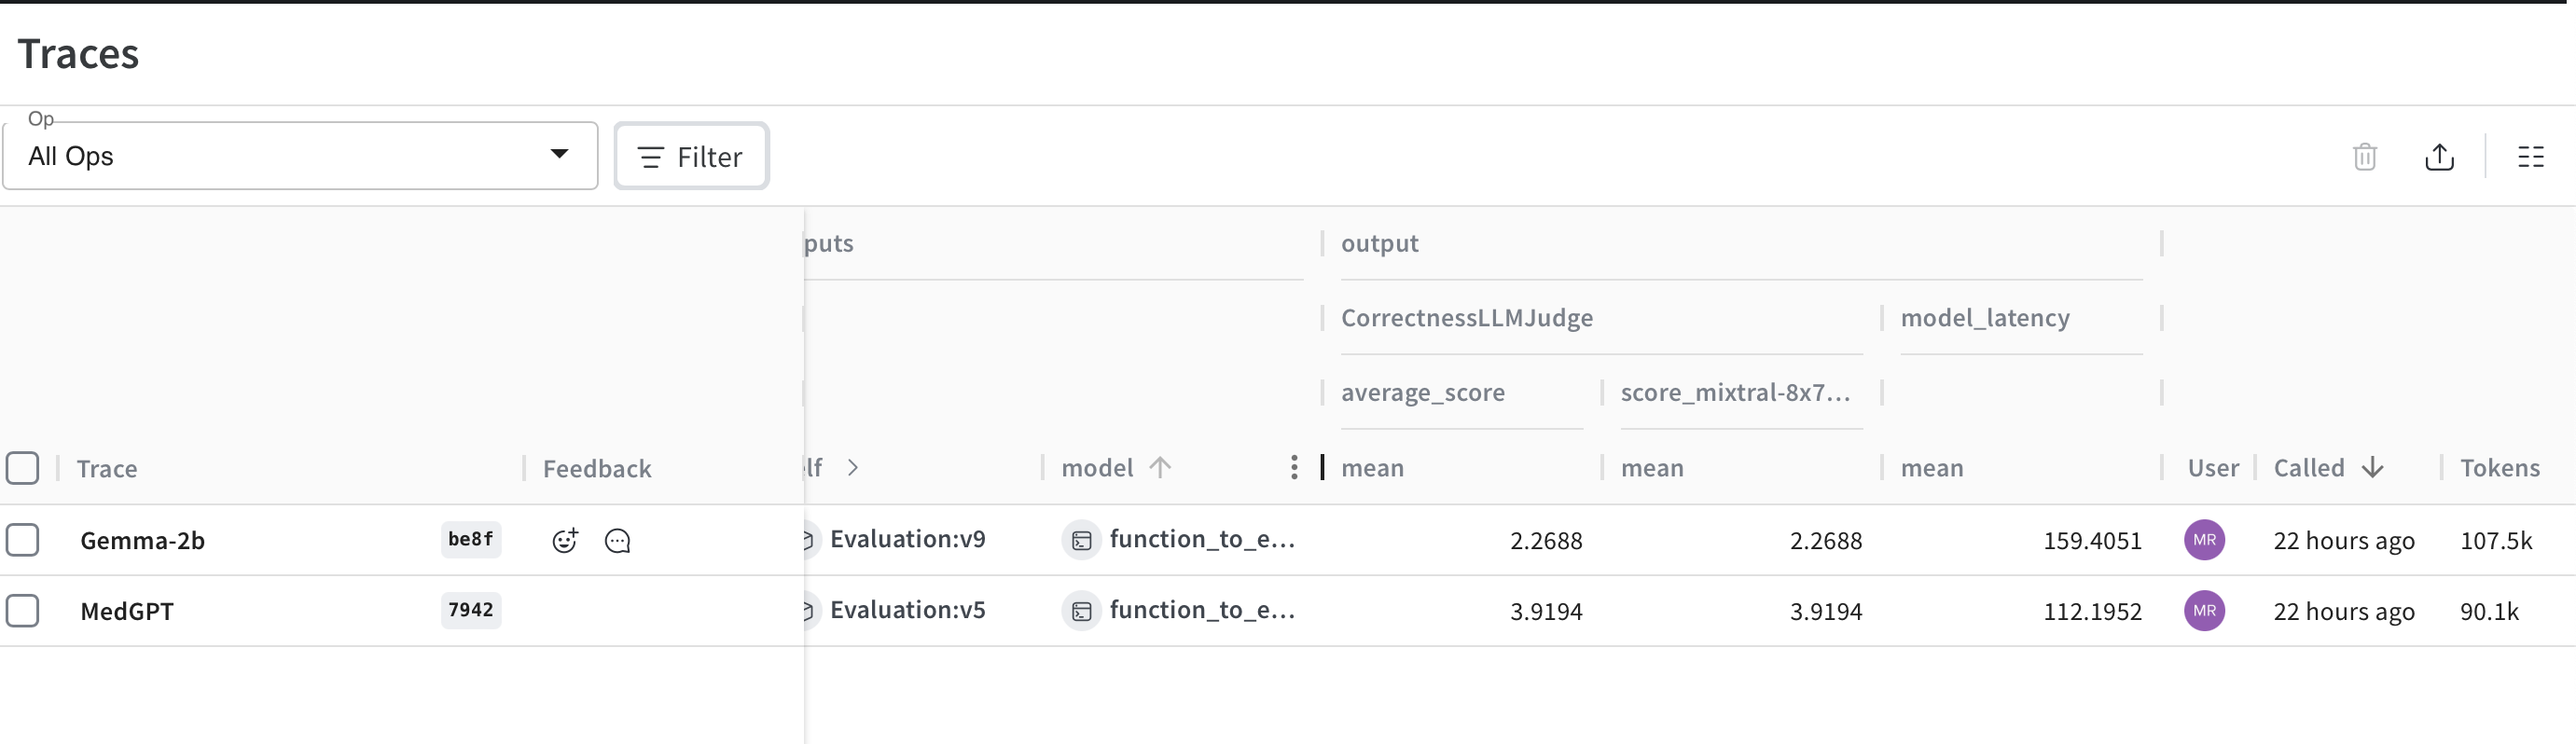 Traces
Op
All Ops
Filter
puts output
CorrectnessLLMJudge model_latency
average_score score_mixtral-8x7...
Trace Feedback lf model mean mean mean User Called Tokens
Gemma-2b be8f Evaluation:v9 function_to_e... 2.2688 2.2688 159.4051 MR 22 hours ago 107.5k
MedGPT 7942 Evaluation:v5 function_to_e... 3.9194 3.9194 112.1952 MR 22 hours ago 90.1k